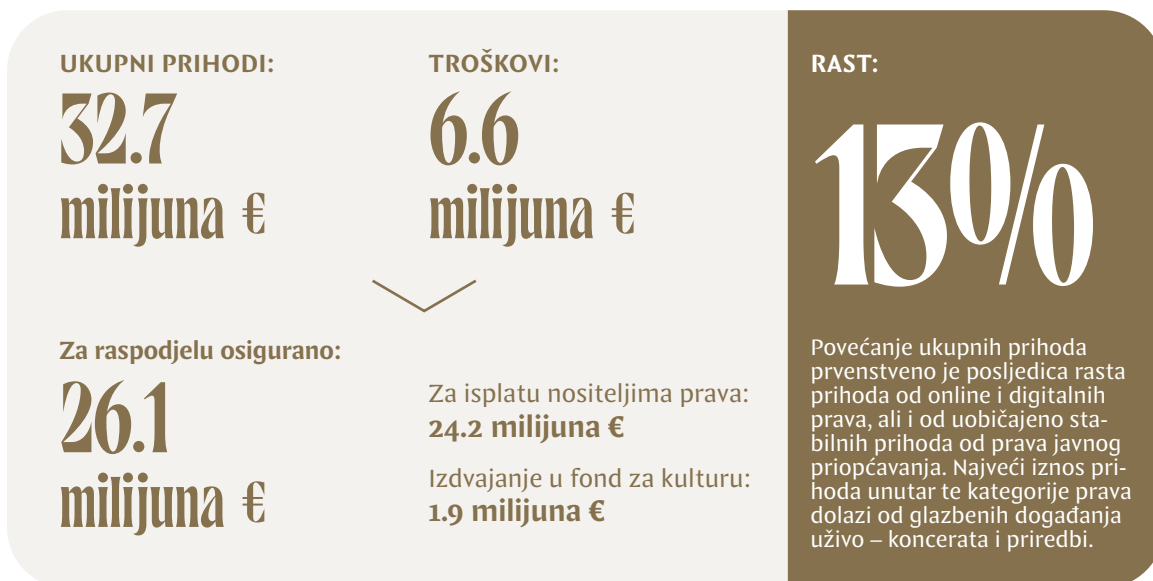 UKUPNI PRIHODI:
32.7
milijuna €
TROŠKOVI:
6.6
milijuna €
Za raspodjelu osigurano:
26.1
milijuna €
Za isplatu nositeljima prava:
24.2 milijuna €
Izdvajanje u fond za kulturu:
1.9 milijuna €
RAST:
13%
Povećanje ukupnih prihoda
prvenstveno je posljedica rasta
prihoda od online i digitalnih
prava, ali i od uobičajeno sta-
bilnih prihoda od prava javnog
priopćavanja. Najveći iznos pri-
hoda unutar te kategorije prava
dolazi od glazbenih događanja
uživo – koncerata i priredbi.